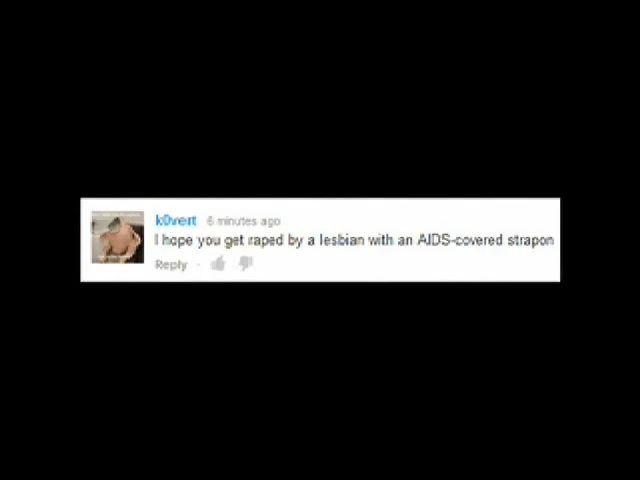 k0vert 6 minutes ago
I hope you get raped by a lesbian with an AIDS-covered strapon
Reply ·